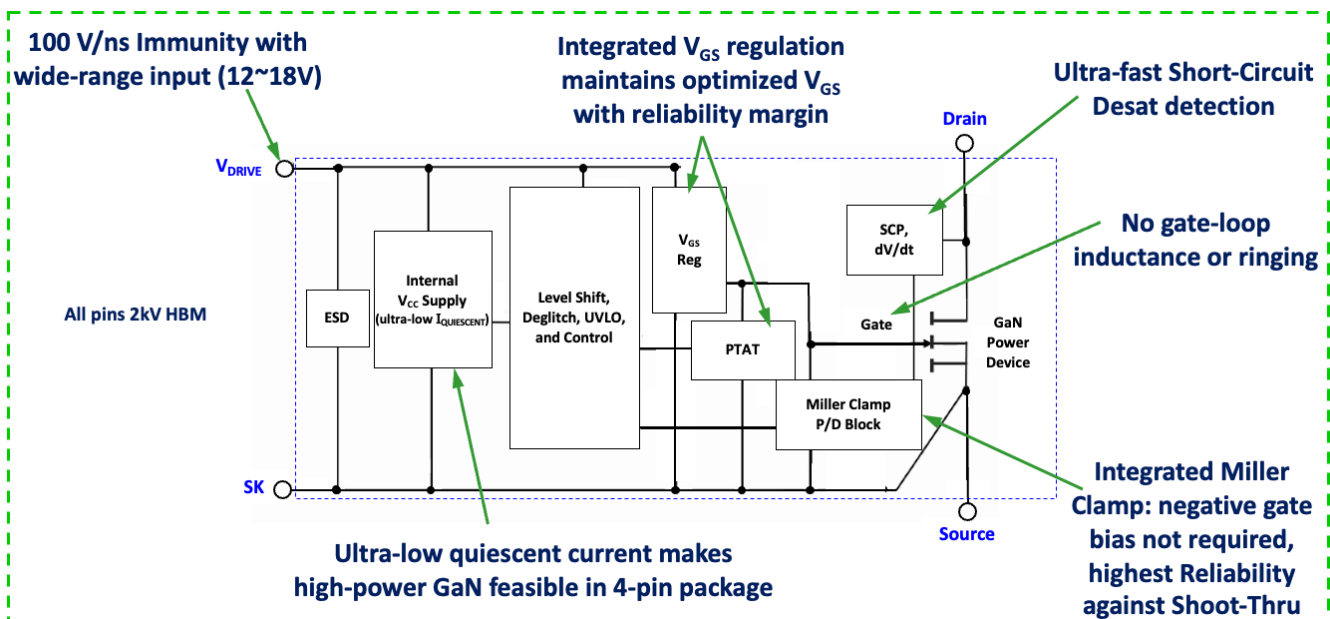 100 V/ns Immunity with
wide-range input (12~18V)
Integrated VGS regulation
maintains optimized VGS
with reliability margin
Ultra-fast Short-Circuit
Desat detection
Drain
VDRIVE
No gate-loop
inductance or ringing
SCP,
dV/dt
VGS
Reg
Internal
VCC Supply
(ultra-low IQUIESCENT)
Level Shift,
Deglitch, UVLO,
and Control
All pins 2kV HBM
ESD
Gate
GaN
Power
Device
PTAT
Miller Clamp
P/D Block
SK
Source
Integrated Miller
Clamp: negative gate
bias not required,
highest Reliability
against Shoot-Thru
Ultra-low quiescent current makes
high-power GaN feasible in 4-pin package